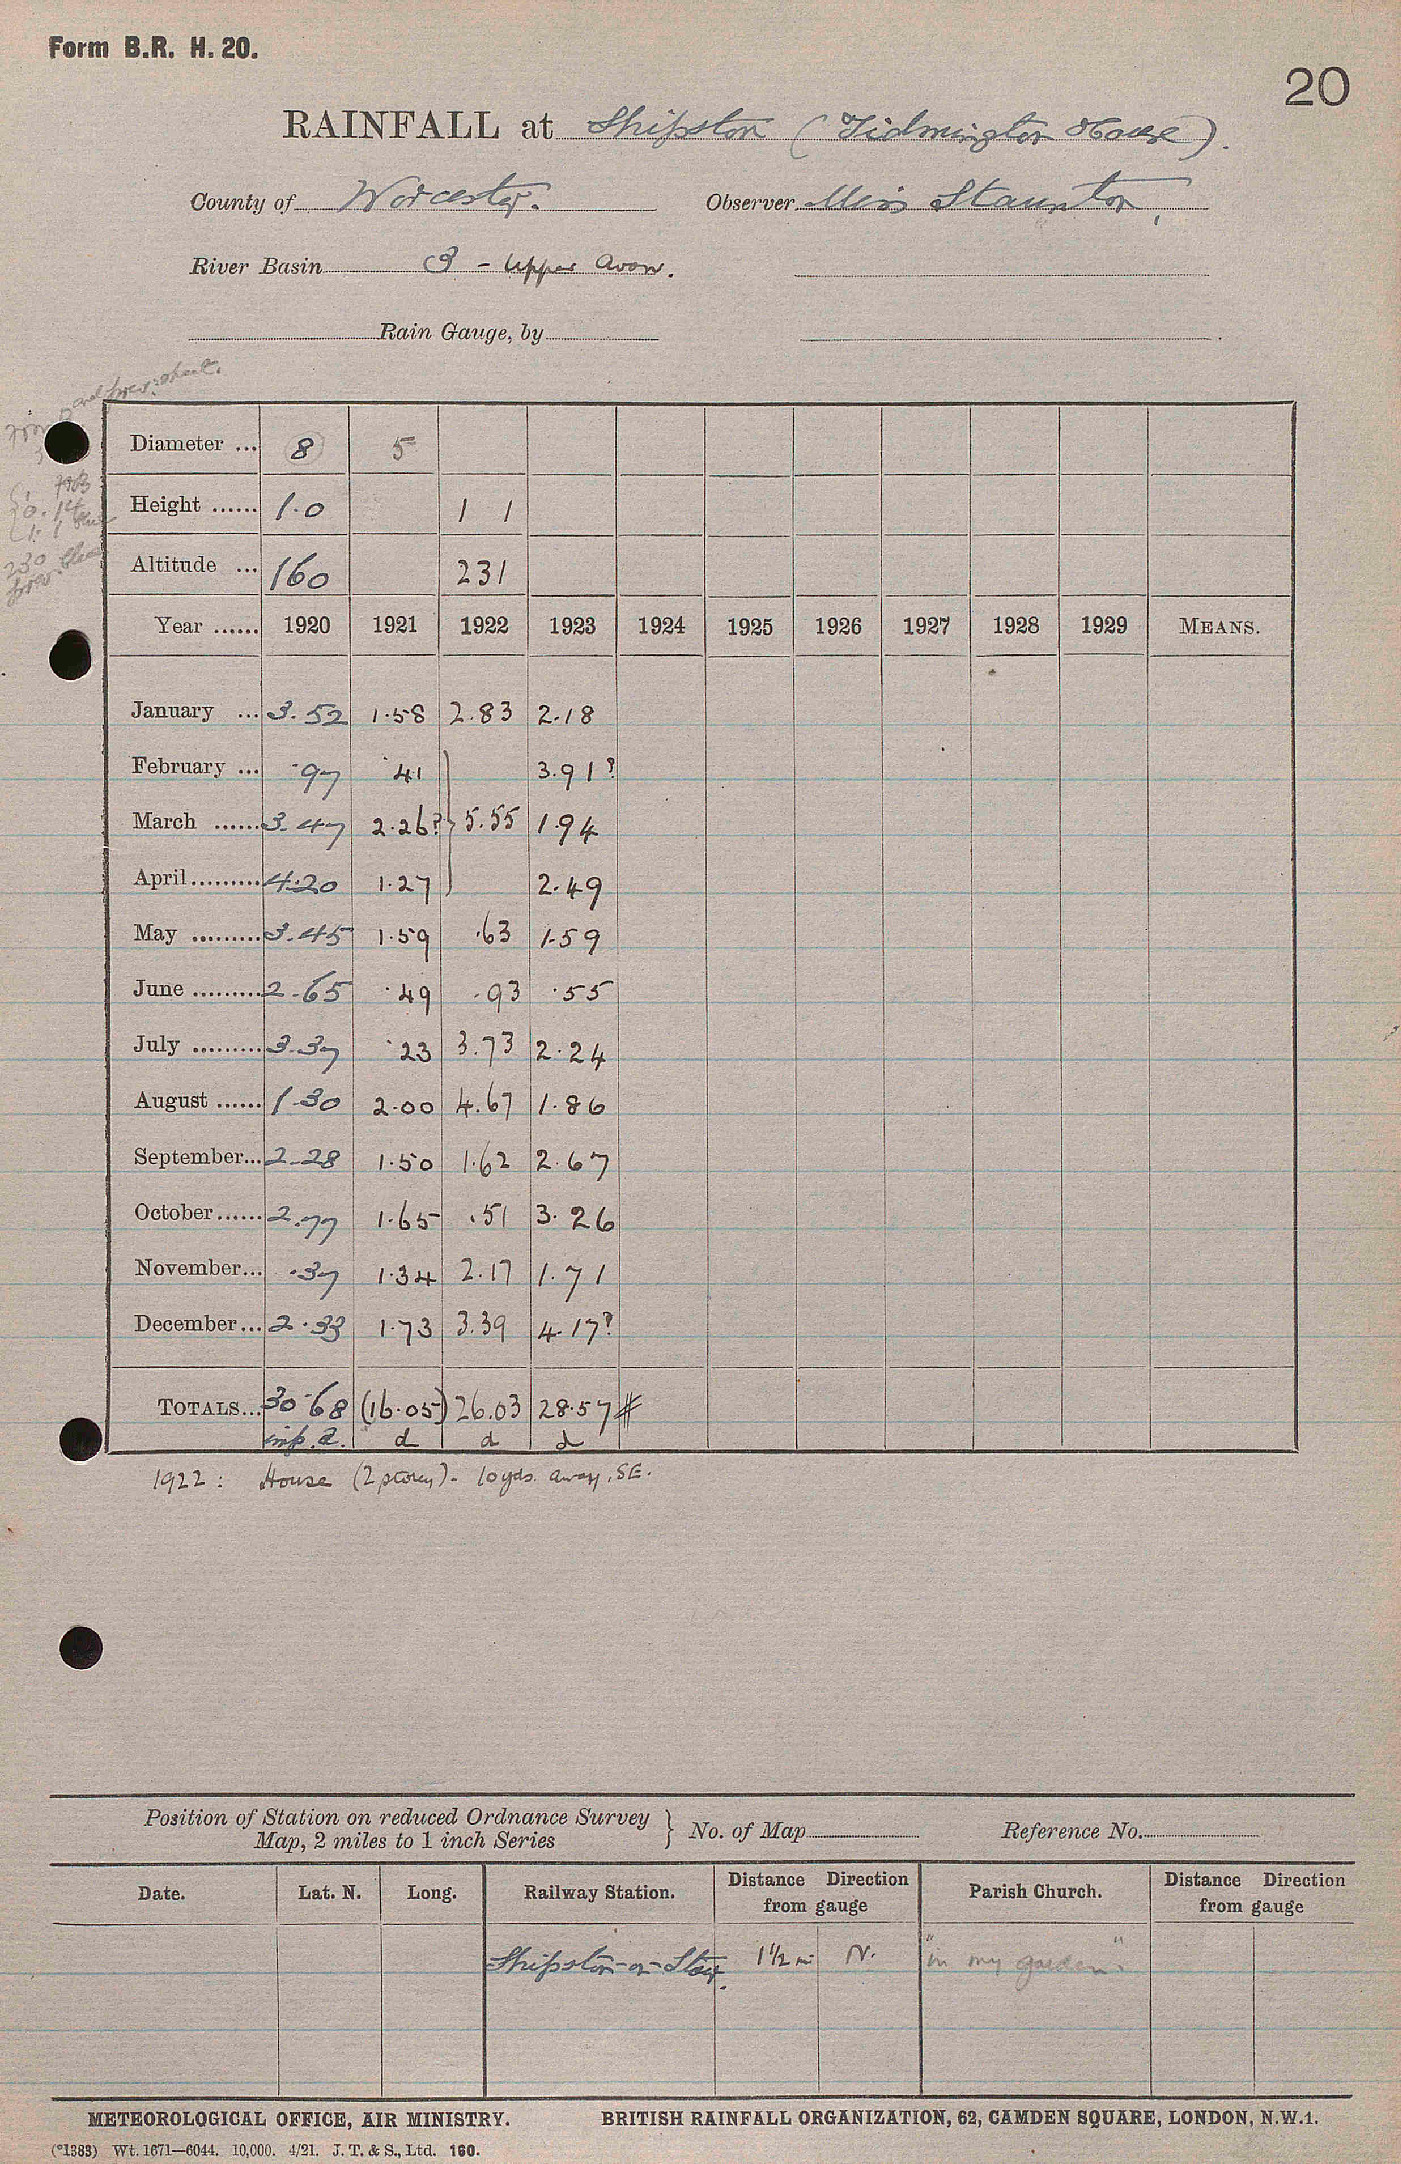 Form B.R. H. 20.
20
RAINFALL at Shipston (Tidmington House).
County of Worcester. Observer Miss Staunton,
River Basin 3 - Upper Avon.
Rain Gauge, by
prev. sheet.
Diameter ... 8 5
Height ...... 1.0 1 1
Altitude ... 160 231
230
Year ...... 1920 1921 1922 1923 1924 1925 1926 1927 1928 1929 MEANS.
January ... 3.52 1.58 2.83 2.18
February ... .97 .41 3.91?
March ...... 3.47 2.26? } 5.55 1.94
April ......... 4.20 1.27 2.49
May ......... 3.45 1.59 .63 1.59
June ......... 2.65 .49 .93 .55
July ......... 3.37 .23 3.73 2.24
August ...... 1.30 2.00 4.67 1.86
September... 2.28 1.50 1.62 2.67
October ...... 2.77 1.65 .51 3.26
November... .37 1.34 2.17 1.71
December... 2.33 1.73 3.39 4.17?
TOTALS... 30.68 (16.05) 26.03 28.57 #
inp. d. d d d
1922 : House (2 storey) - 10 yds. away, SE.
Position of Station on reduced Ordnance Survey
Map, 2 miles to 1 inch Series } No. of Map Reference No.
Date. Lat. N. Long. Railway Station. Distance Direction from gauge Parish Church. Distance Direction from gauge
Shipston-on-Stour 1½ m N. "in my garden."
METEOROLOGICAL OFFICE, AIR MINISTRY. BRITISH RAINFALL ORGANIZATION, 62, CAMDEN SQUARE, LONDON, N.W.1.
(*1383) Wt. 1671—6044. 10,000. 4/21. J. T. & S., Ltd. 160.